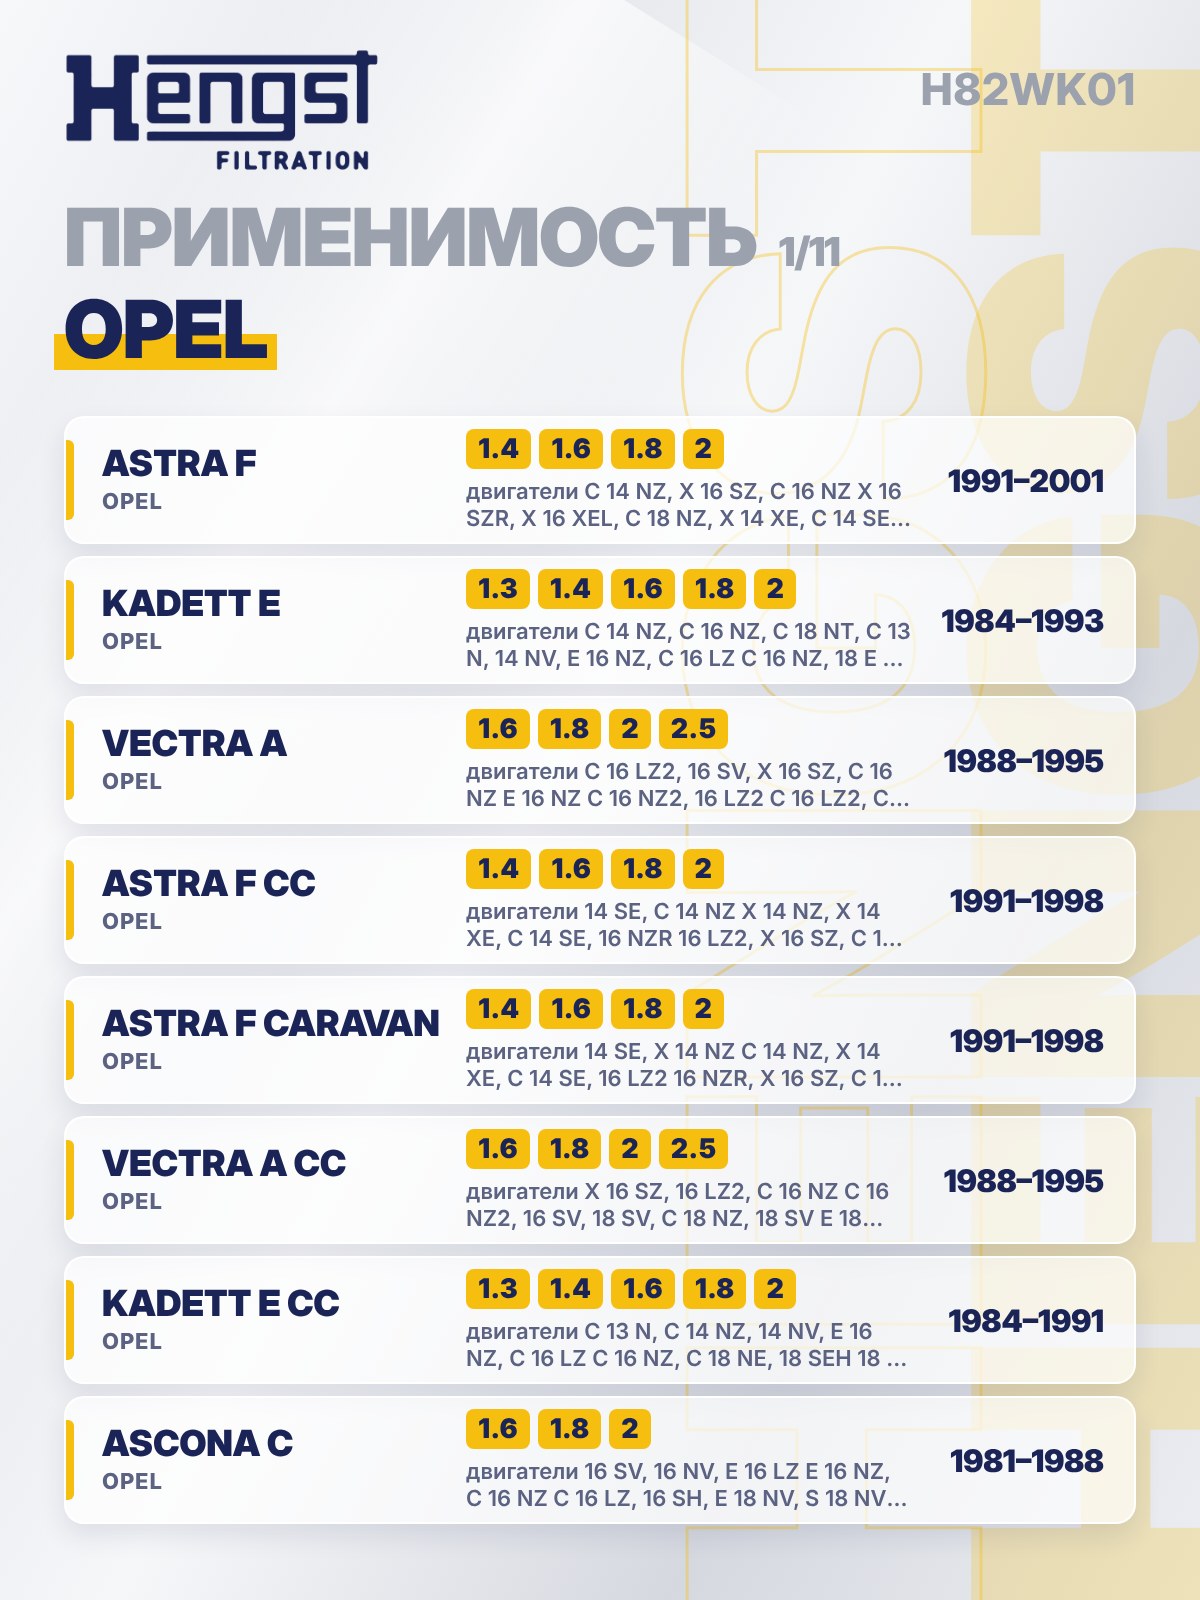 Hengst
FILTRATION
H82WK01
ПРИМЕНИМОСТЬ 1/11
OPEL
ASTRA F
OPEL
1.4 1.6 1.8 2
двигатели C 14 NZ, X 16 SZ, C 16 NZ X 16
SZR, X 16 XEL, C 18 NZ, X 14 XE, C 14 SE...
1991–2001
KADETT E
OPEL
1.3 1.4 1.6 1.8 2
двигатели C 14 NZ, C 16 NZ, C 18 NT, C 13
N, 14 NV, E 16 NZ, C 16 LZ C 16 NZ, 18 E ...
1984–1993
VECTRA A
OPEL
1.6 1.8 2 2.5
двигатели C 16 LZ2, 16 SV, X 16 SZ, C 16
NZ E 16 NZ C 16 NZ2, 16 LZ2 C 16 LZ2, C...
1988–1995
ASTRA F CC
OPEL
1.4 1.6 1.8 2
двигатели 14 SE, C 14 NZ X 14 NZ, X 14
XE, C 14 SE, 16 NZR 16 LZ2, X 16 SZ, C 1...
1991–1998
ASTRA F CARAVAN
OPEL
1.4 1.6 1.8 2
двигатели 14 SE, X 14 NZ C 14 NZ, X 14
XE, C 14 SE, 16 LZ2 16 NZR, X 16 SZ, C 1...
1991–1998
VECTRA A CC
OPEL
1.6 1.8 2 2.5
двигатели X 16 SZ, 16 LZ2, C 16 NZ C 16
NZ2, 16 SV, 18 SV, C 18 NZ, 18 SV E 18...
1988–1995
KADETT E CC
OPEL
1.3 1.4 1.6 1.8 2
двигатели C 13 N, C 14 NZ, 14 NV, E 16
NZ, C 16 LZ C 16 NZ, C 18 NE, 18 SEH 18 ...
1984–1991
ASCONA C
OPEL
1.6 1.8 2
двигатели 16 SV, 16 NV, E 16 LZ E 16 NZ,
C 16 NZ C 16 LZ, 16 SH, E 18 NV, S 18 NV...
1981–1988
HENGST